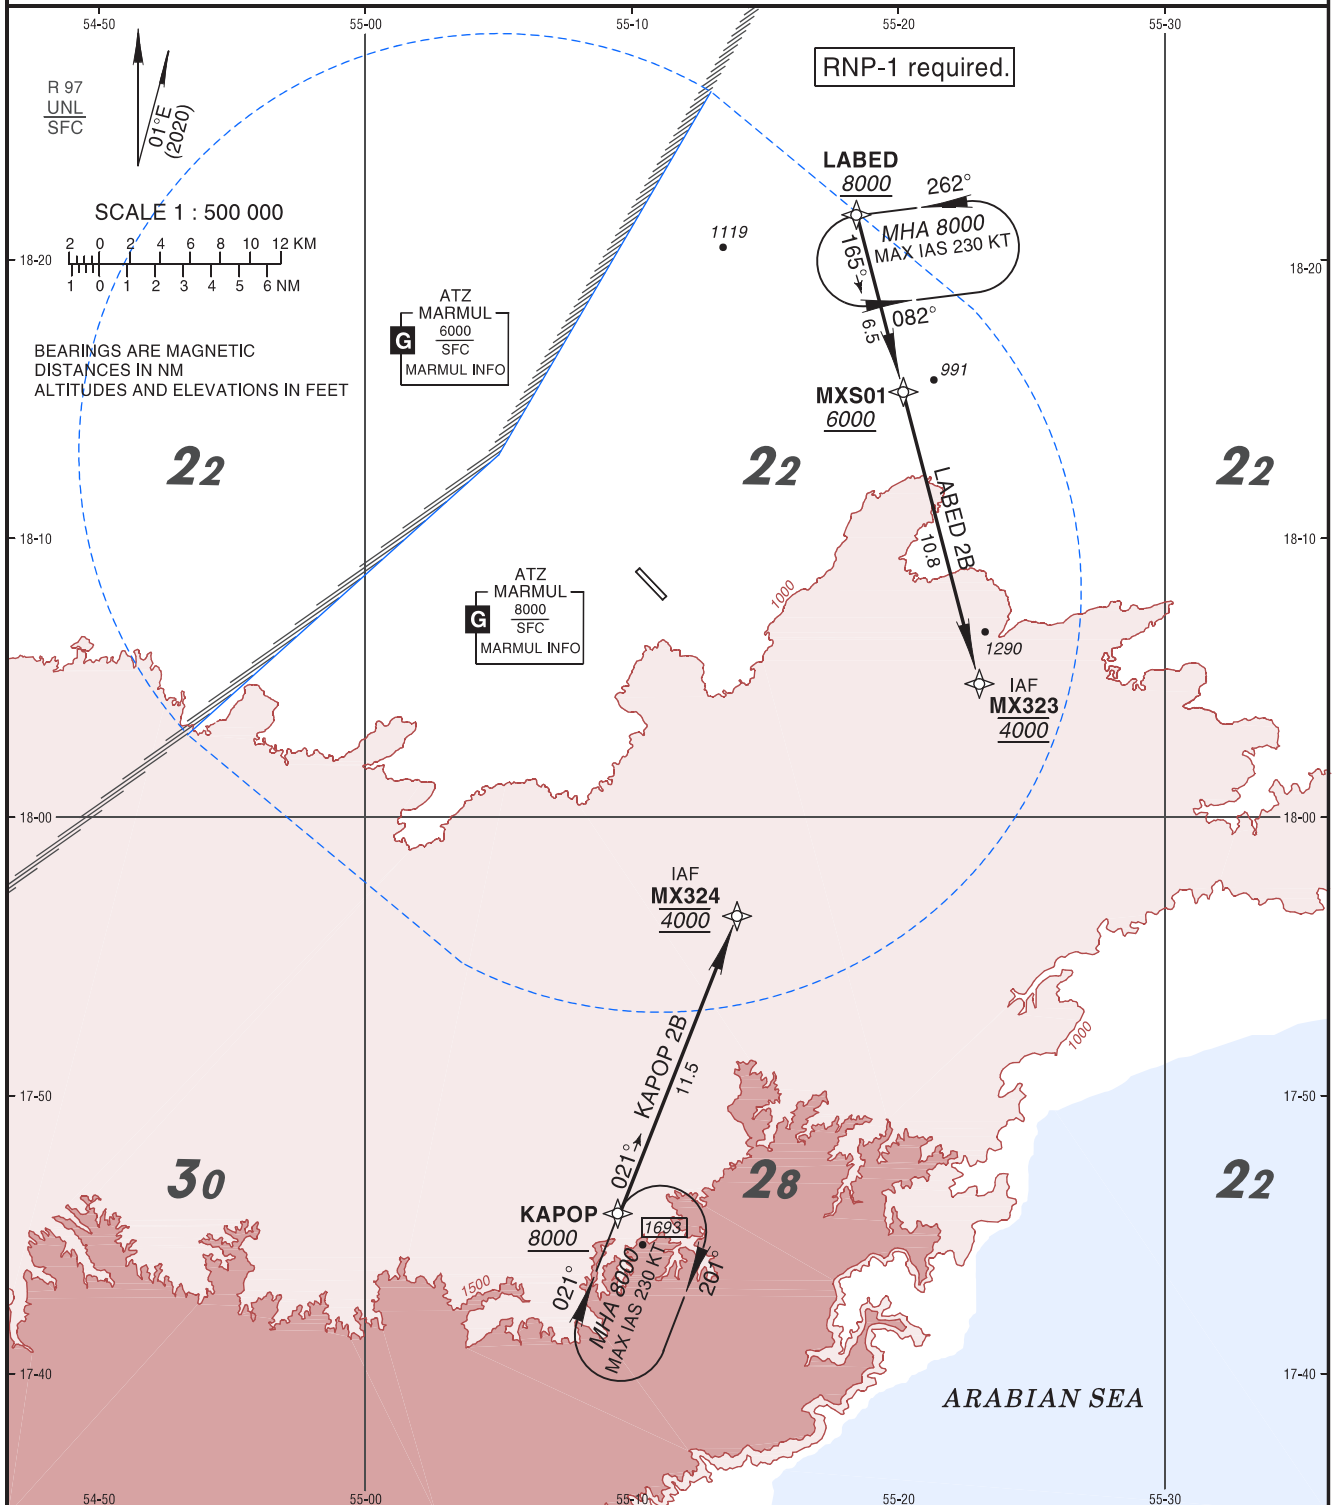 54-50
55-00
55-10
55-20
55-30
R 97
UNL
SFC
01°E
(2020)
RNP-1 required.
LABED
8000
262°
MHA 8000
MAX IAS 230 KT
165°
082°
6.5
SCALE 1 : 500 000
2 0 2 4 6 8 10 12 KM
1 0 1 2 3 4 5 6 NM
18-20
18-20
1119
ATZ
MARMUL
G
6000
SFC
MARMUL INFO
BEARINGS ARE MAGNETIC
DISTANCES IN NM
ALTITUDES AND ELEVATIONS IN FEET
991
MXS01
6000
22
22
22
LABED 2B
10.8
18-10
18-10
ATZ
MARMUL
G
8000
SFC
MARMUL INFO
1000
1290
IAF
MX323
4000
18-00
18-00
IAF
MX324
4000
KAPOP 2B
11.5
021°
1000
17-50
17-50
30
28
22
KAPOP
8000
1693
021°
MHA 8000
MAX IAS 230 KT
201°
1500
17-40
17-40
ARABIAN SEA
54-50
55-00
55-10
55-20
55-30